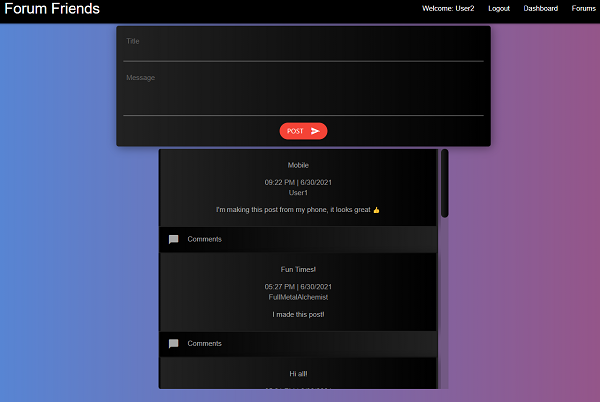 Forum Friends
Welcome: User2 Logout Dashboard Forums
Title
Message
POST
Mobile
09:22 PM | 6/30/2021
User1
I'm making this post from my phone, it looks great 👍
Comments
Fun Times!
05:27 PM | 6/30/2021
FullMetalAlchemist
I made this post!
Comments
Hi all!